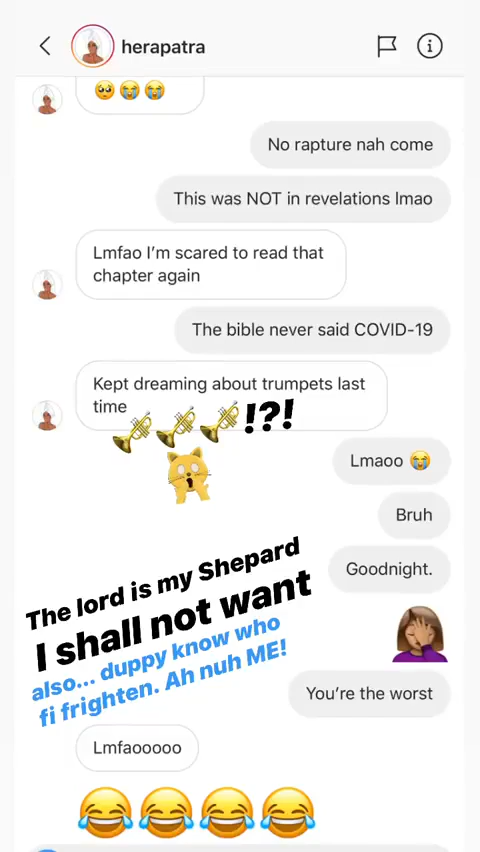 herapatra
🥺😭😭
No rapture nah come
This was NOT in revelations lmao
Lmfao I’m scared to read that
chapter again
The bible never said COVID-19
Kept dreaming about trumpets last
time
🎺🎺🎺!?!
🙀
Lmaoo 😭
Bruh
Goodnight.
The lord is my Shepard
I shall not want
also... duppy know who
fi frighten. Ah nuh ME!
🤦🏽‍♀️
You’re the worst
Lmfaooooo
😂😂😂😂